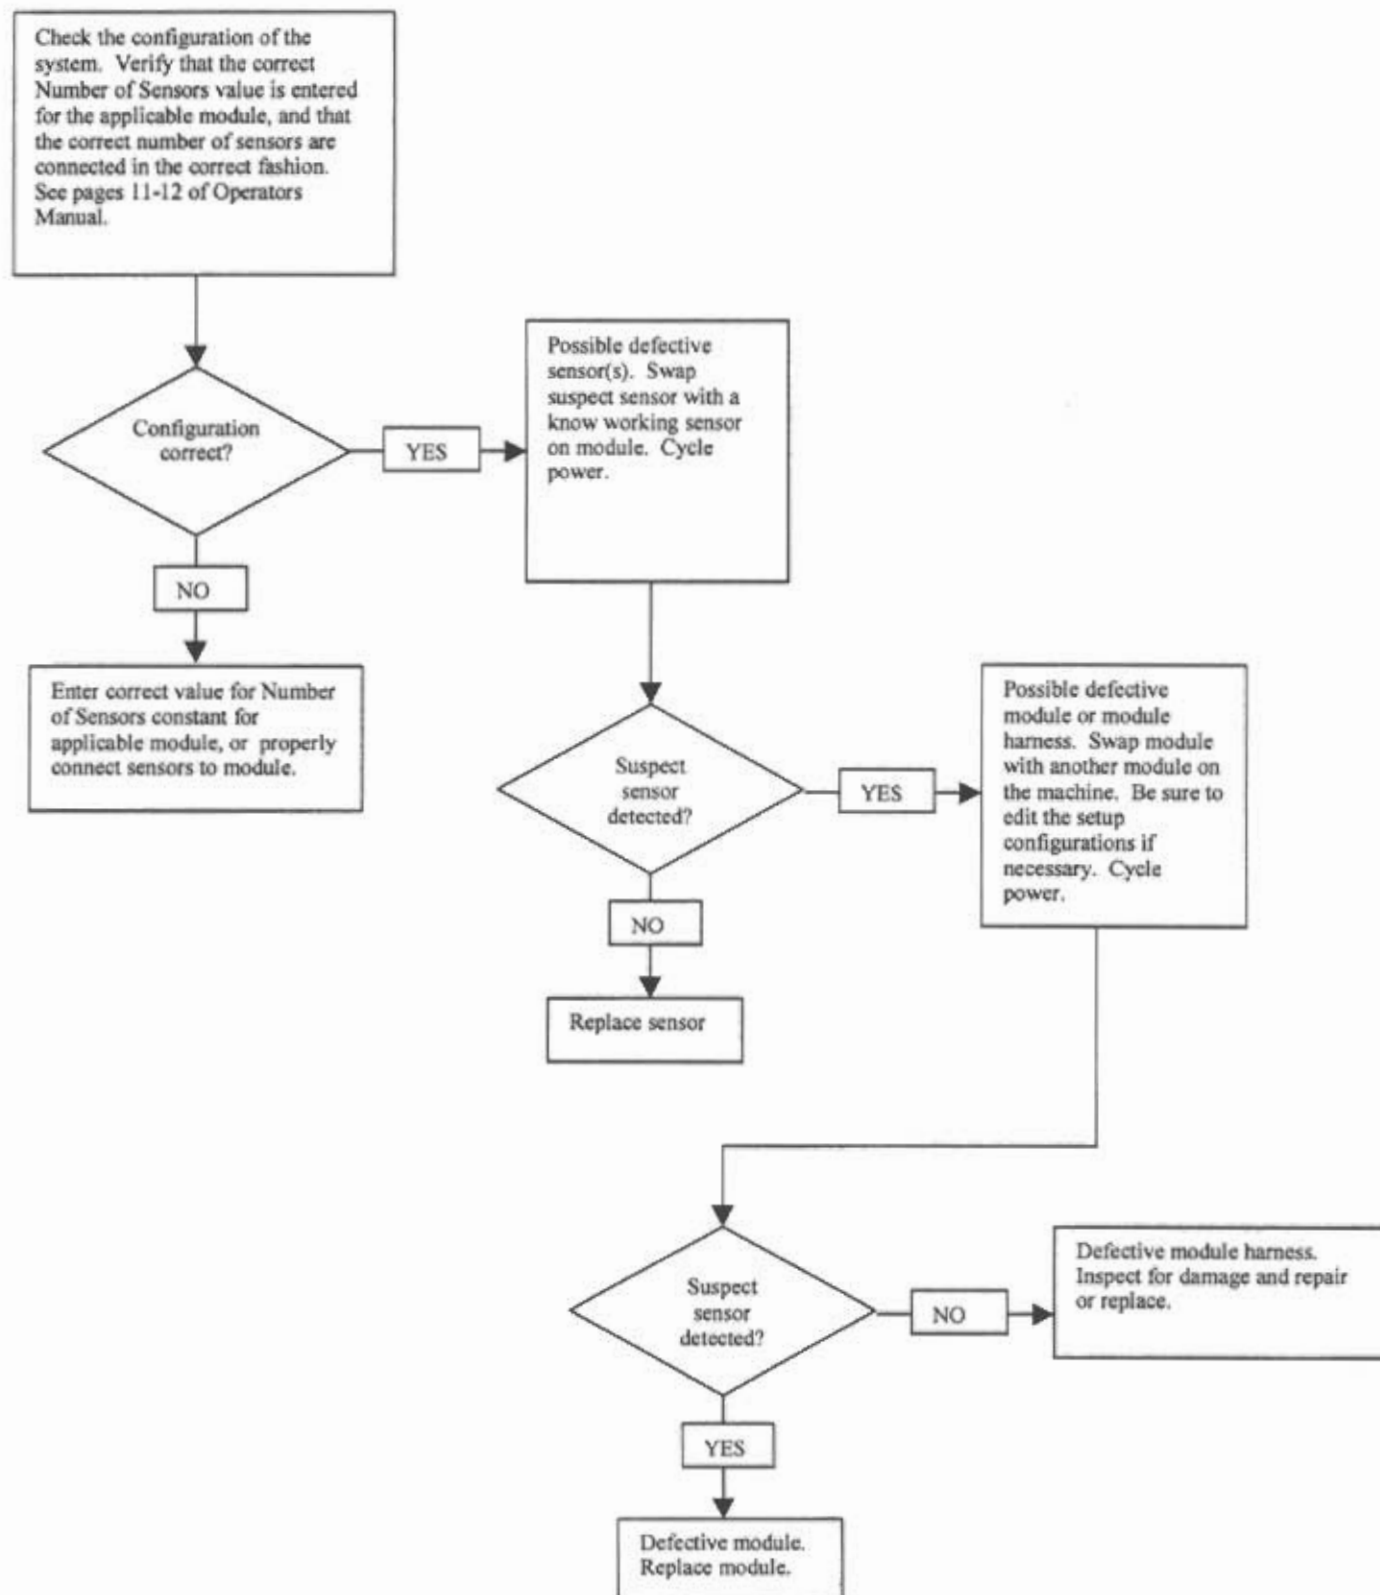 Check the configuration of the
system. Verify that the correct
Number of Sensors value is entered
for the applicable module, and that
the correct number of sensors are
connected in the correct fashion.
See pages 11-12 of Operators
Manual.
Configuration
correct?
YES
Possible defective
sensor(s). Swap
suspect sensor with a
know working sensor
on module. Cycle
power.
NO
Enter correct value for Number
of Sensors constant for
applicable module, or properly
connect sensors to module.
Suspect
sensor
detected?
YES
Possible defective
module or module
harness. Swap module
with another module on
the machine. Be sure to
edit the setup
configurations if
necessary. Cycle
power.
NO
Replace sensor
Suspect
sensor
detected?
NO
Defective module harness.
Inspect for damage and repair
or replace.
YES
Defective module.
Replace module.